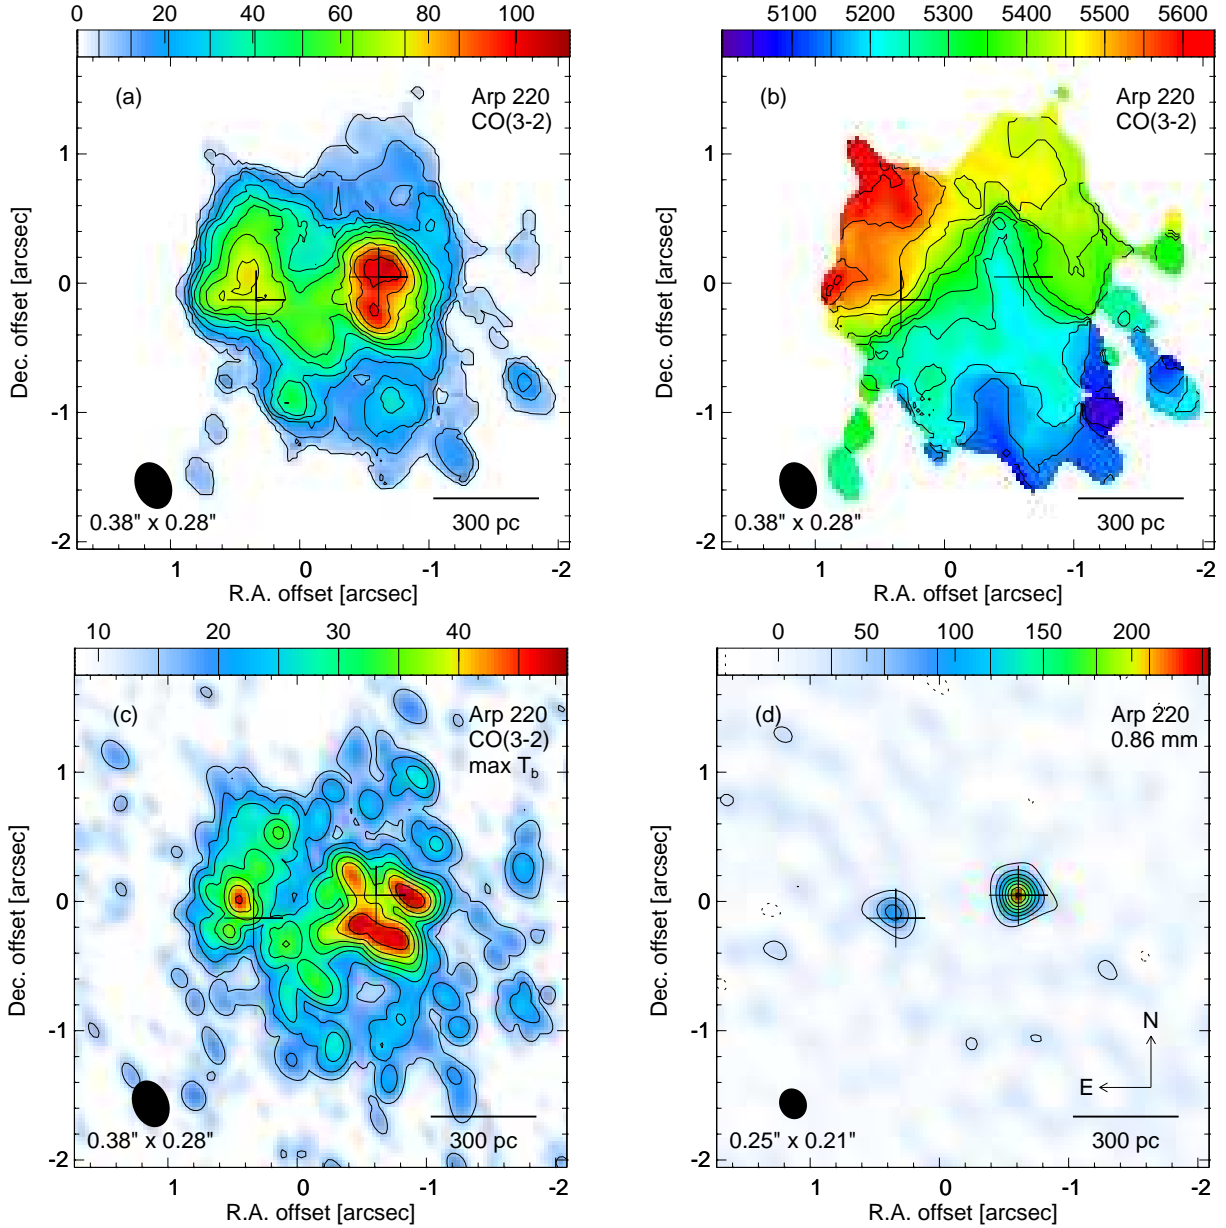 0 20 40 60 80 100
(a)
Arp 220
CO(3-2)
1
0
-1
-2
Dec. offset [arcsec]
0.38" x 0.28"
300 pc
1 0 -1 -2
R.A. offset [arcsec]
5100 5200 5300 5400 5500 5600
(b)
Arp 220
CO(3-2)
1
0
-1
-2
Dec. offset [arcsec]
0.38" x 0.28"
300 pc
1 0 -1 -2
R.A. offset [arcsec]
10 20 30 40
(c)
Arp 220
CO(3-2)
max Tb
1
0
-1
-2
Dec. offset [arcsec]
0.38" x 0.28"
300 pc
1 0 -1 -2
R.A. offset [arcsec]
0 50 100 150 200
(d)
Arp 220
0.86 mm
1
0
-1
-2
Dec. offset [arcsec]
N
E
0.25" x 0.21"
300 pc
1 0 -1 -2
R.A. offset [arcsec]